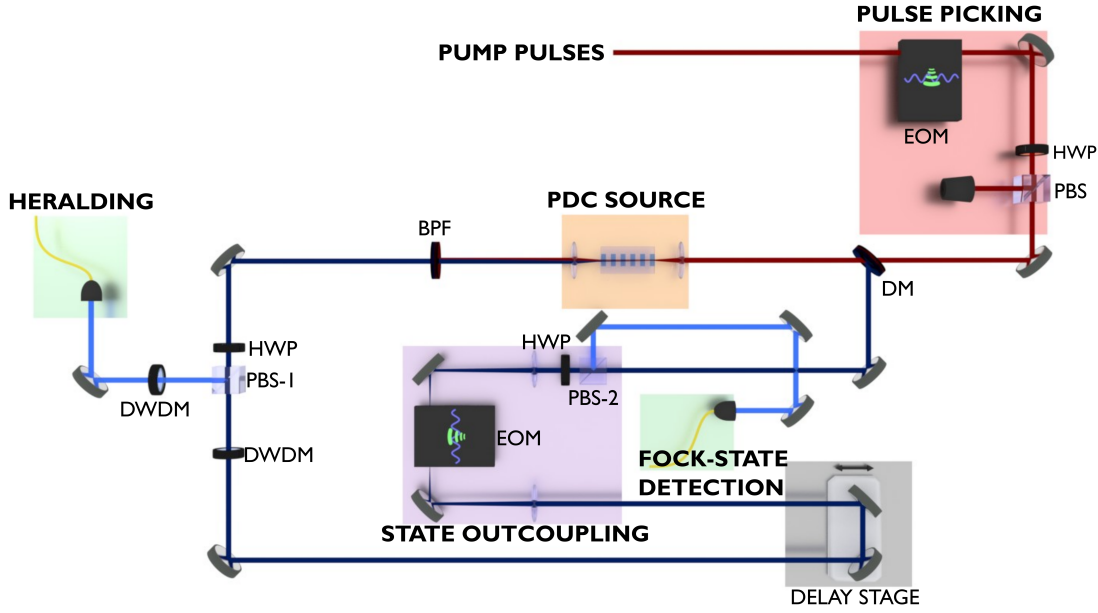 PULSE PICKING
PUMP PULSES
EOM
HWP
PBS
HERALDING
PDC SOURCE
BPF
DM
HWP
HWP
PBS-1
PBS-2
DWDM
EOM
DWDM
FOCK-STATE
DETECTION
STATE OUTCOUPLING
DELAY STAGE